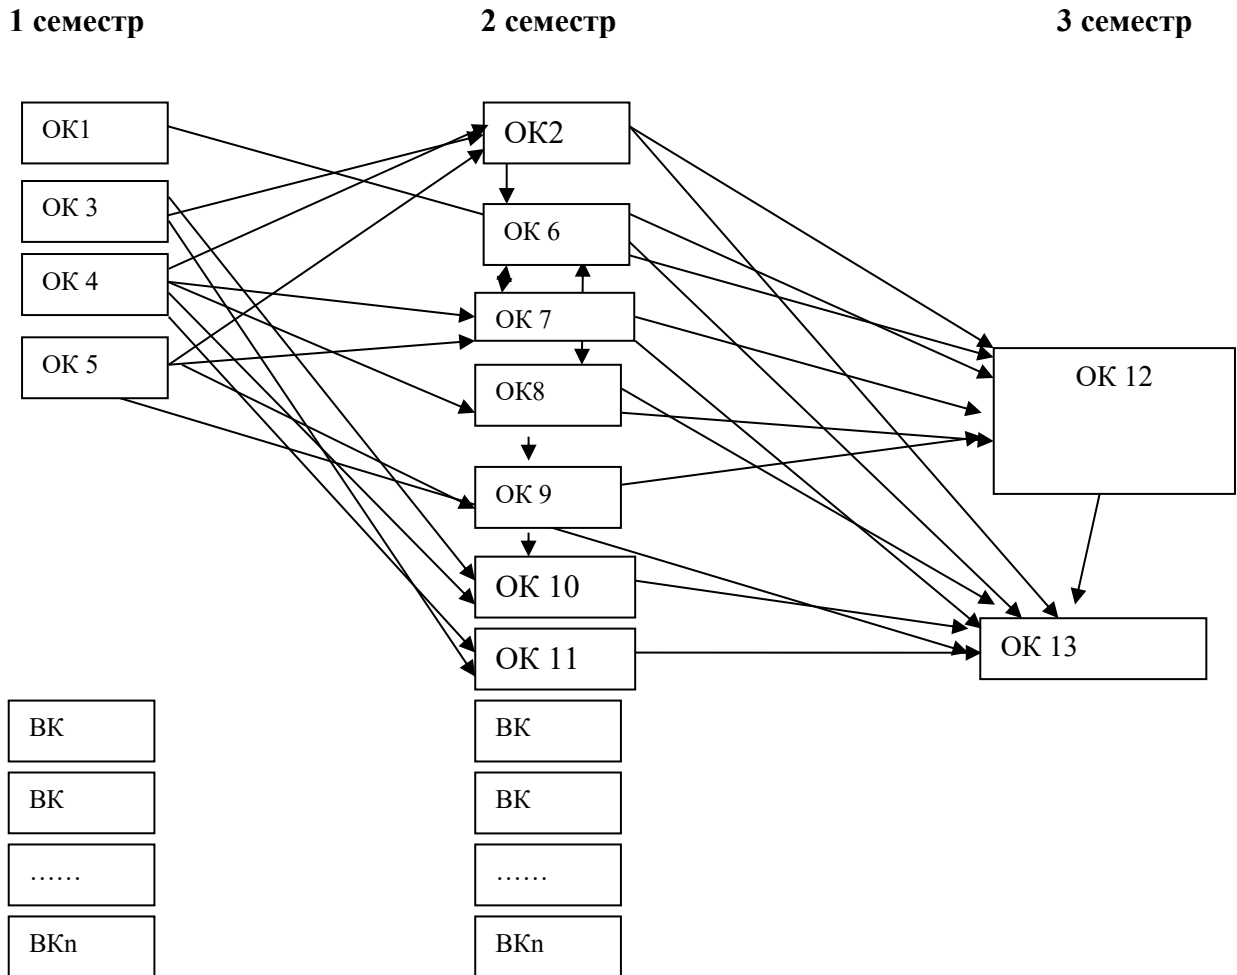 1 семестр
2 семестр
3 семестр
ОК1
ОК 3
ОК 4
ОК 5
ВК
ВК
……
ВКn
ОК2
ОК 6
ОК 7
ОК8
ОК 9
ОК 10
ОК 11
ВК
ВК
……
ВКn
ОК 12
ОК 13